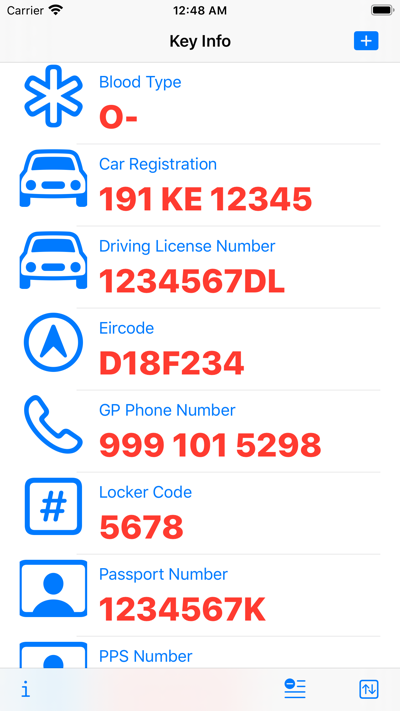 Carrier 12:48 AM
Key Info
Blood Type
O-
Car Registration
191 KE 12345
Driving License Number
1234567DL
Eircode
D18F234
GP Phone Number
999 101 5298
# Locker Code
5678
Passport Number
1234567K
PPS Number
i